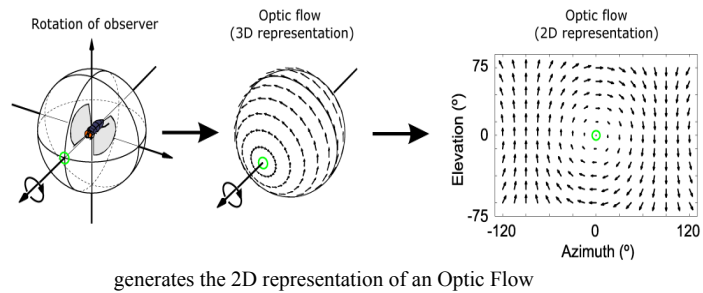 Rotation of observer
Optic flow
(3D representation)
Optic flow
(2D representation)
Elevation (º)
75
0
-75
-120
0
120
Azimuth (º)
generates the 2D representation of an Optic Flow